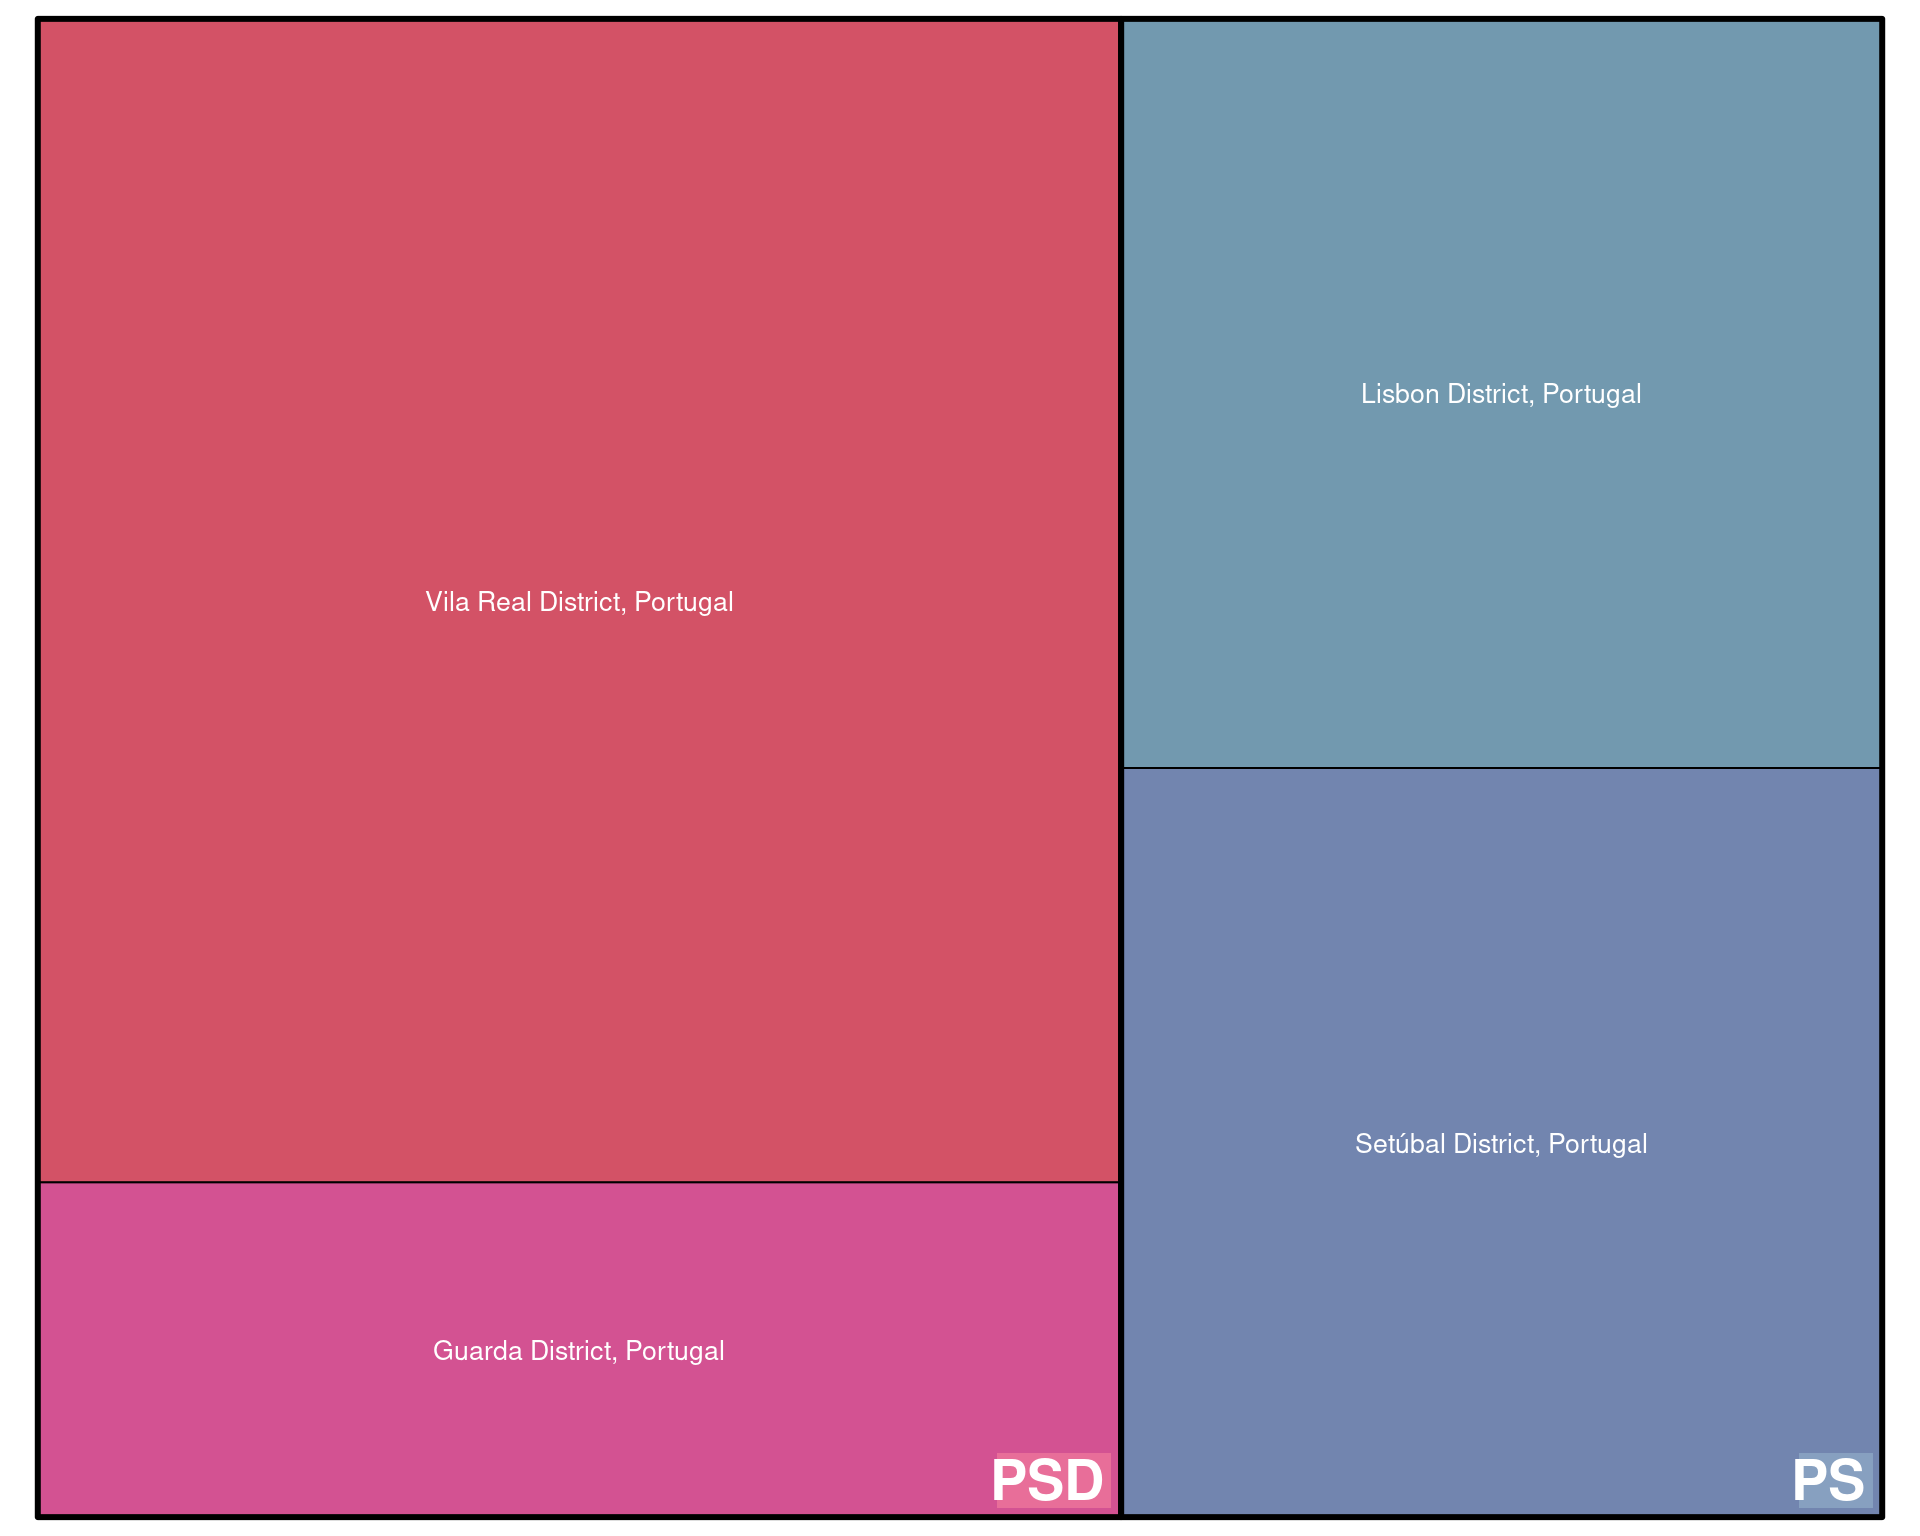 Vila Real District, Portugal
Guarda District, Portugal
PSD
Lisbon District, Portugal
Setúbal District, Portugal
PS